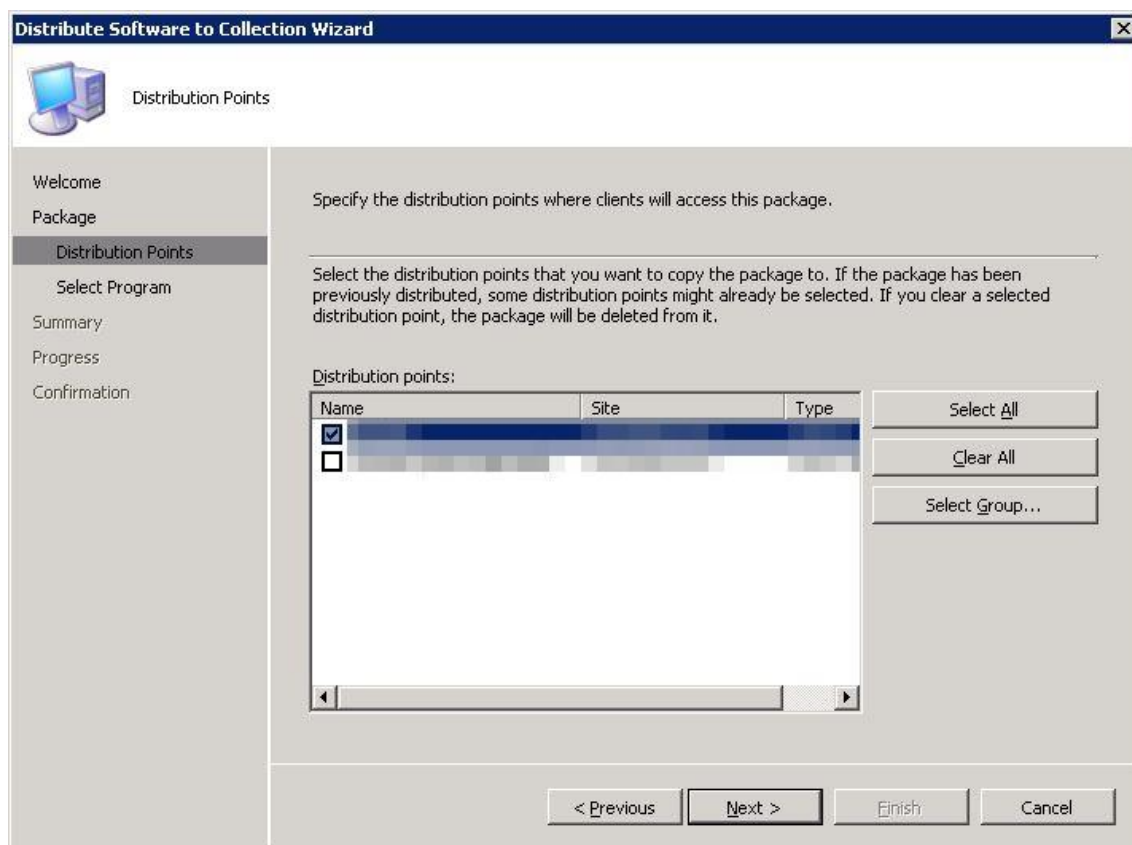 Distribute Software to Collection Wizard
Distribution Points
Welcome
Package
Distribution Points
Select Program
Summary
Progress
Confirmation
Specify the distribution points where clients will access this package.
Select the distribution points that you want to copy the package to. If the package has been
previously distributed, some distribution points might already be selected. If you clear a selected
distribution point, the package will be deleted from it.
Distribution points:
Name Site Type
Select All
Clear All
Select Group...
< Previous Next > Finish Cancel